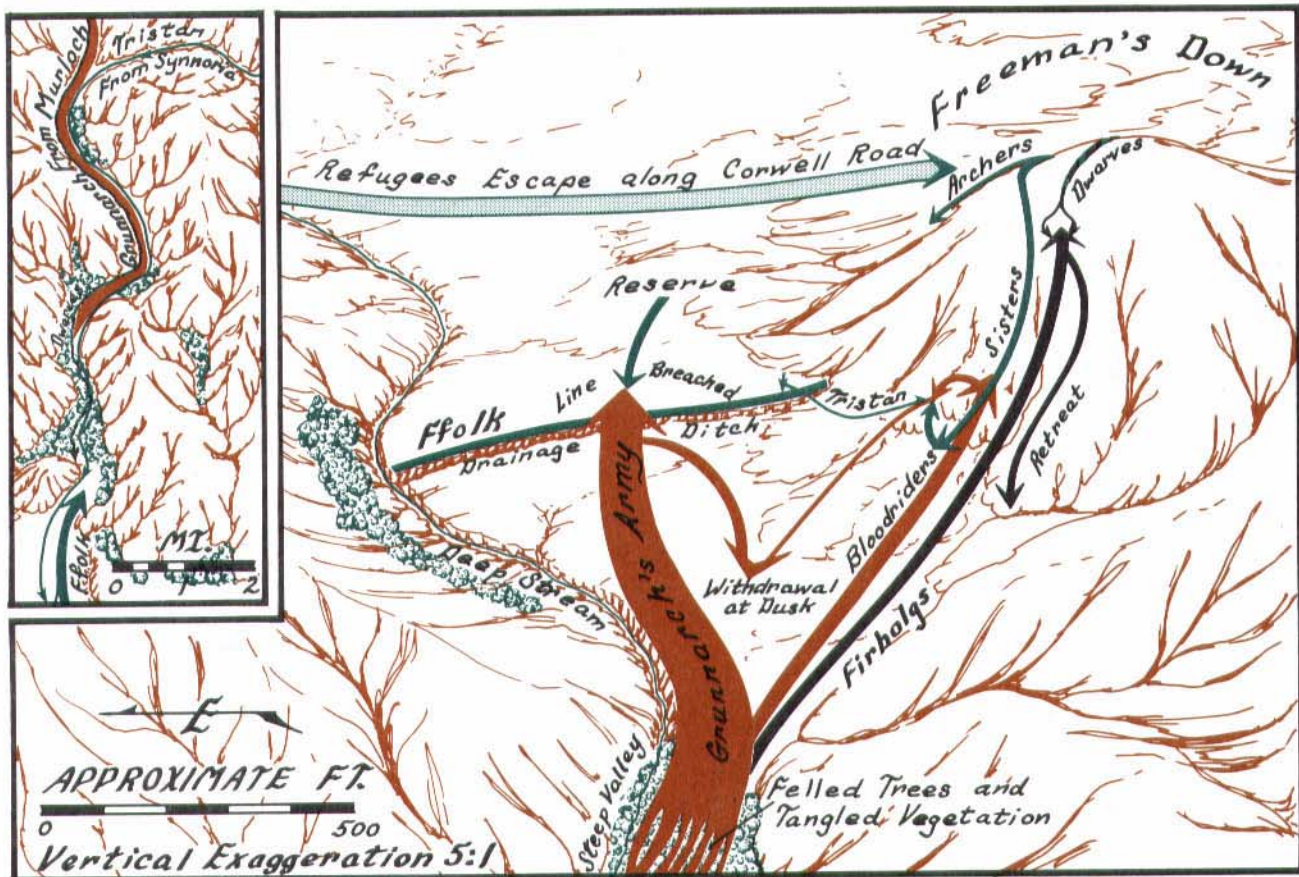 Tristan
From Synnoria
From Murloch
Grunnarch
Ffolk
MI.
0 1 2
Freeman's Down
Refugees Escape along Corwell Road
Archers
Dwarves
Reserve
Sisters
Ffolk Line Breached
Tristan
Drainage Ditch
Retreat
Grunnarch's Army
Bloodriders
Deep Stream
Withdrawal
at Dusk
Firbolgs
E
APPROXIMATE FT.
0 500
Vertical Exaggeration 5:1
Steep Valley
Felled Trees and
Tangled Vegetation